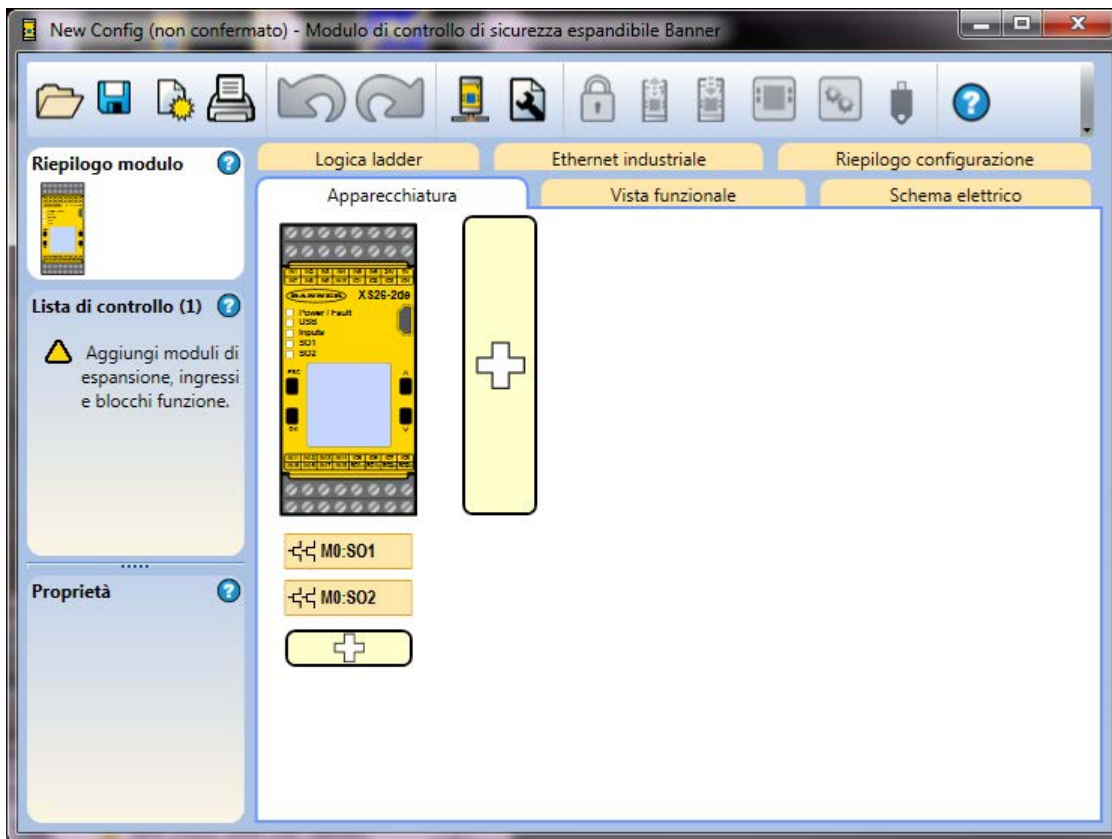 New Config (non confermato) - Modulo di controllo di sicurezza espandibile Banner
Riepilogo modulo
Logica ladder
Ethernet industriale
Riepilogo configurazione
Apparecchiatura
Vista funzionale
Schema elettrico
BANNER
XS26-2de
Power / Fault
USB
Inputs
SO1
SO2
ESC
OK
Lista di controllo (1)
Aggiungi moduli di
espansione, ingressi
e blocchi funzione.
M0:SO1
M0:SO2
Proprietà